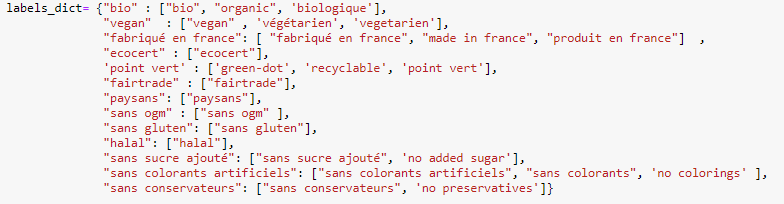 labels_dict= {"bio" : ["bio", "organic", 'biologique'],
"vegan"  : ["vegan" , 'végétarien', 'vegetarien'],
"fabriqué en france": [ "fabriqué en france", "made in france", "produit en france"]  ,
"ecocert" : ["ecocert"],
'point vert' : ['green-dot', 'recyclable', 'point vert'],
"fairtrade" : ["fairtrade"],
"paysans": ["paysans"],
"sans ogm" : ["sans ogm" ],
"sans gluten": ["sans gluten"],
"halal": ["halal"],
"sans sucre ajouté": ["sans sucre ajouté", 'no added sugar'],
"sans colorants artificiels": ["sans colorants artificiels", "sans colorants", 'no colorings' ],
"sans conservateurs": ["sans conservateurs", 'no preservatives']}